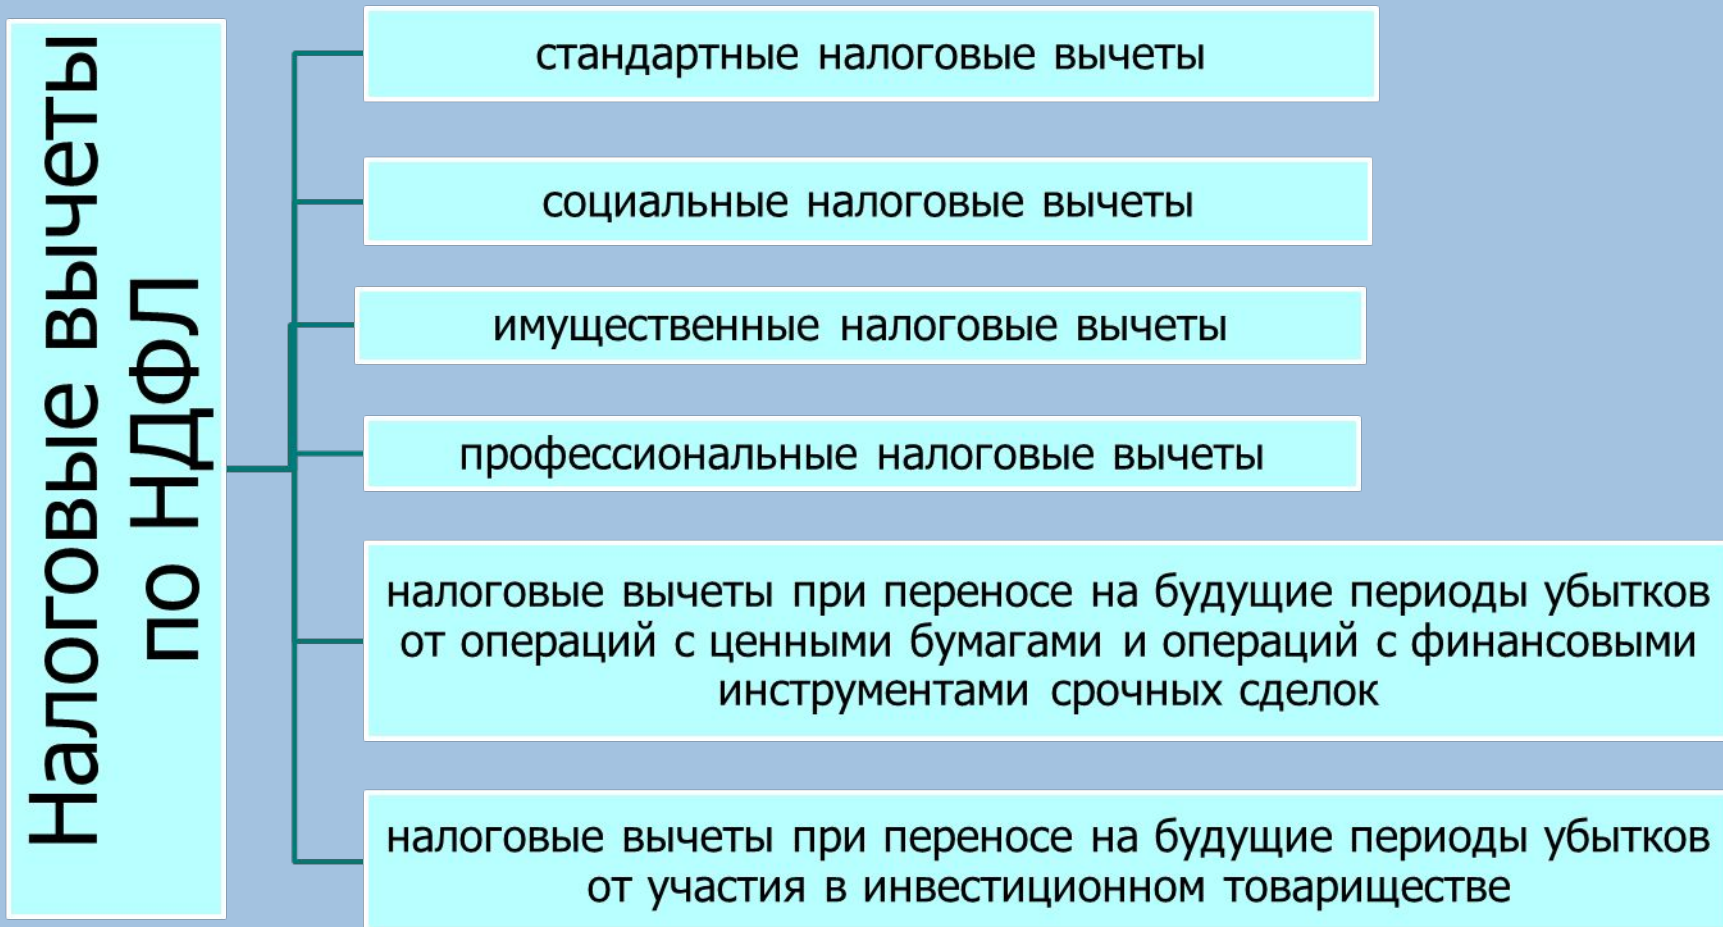 Налоговые вычеты
по НДФЛ
стандартные налоговые вычеты
социальные налоговые вычеты
имущественные налоговые вычеты
профессиональные налоговые вычеты
налоговые вычеты при переносе на будущие периоды убытков
от операций с ценными бумагами и операций с финансовыми
инструментами срочных сделок
налоговые вычеты при переносе на будущие периоды убытков
от участия в инвестиционном товариществе